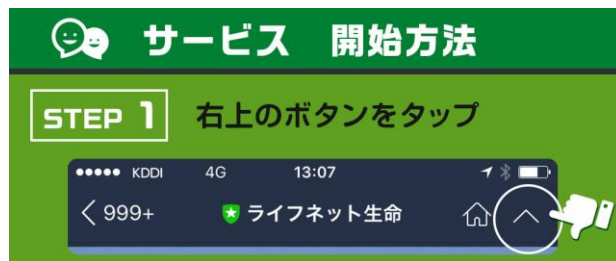 サービス 開始方法
STEP 1 右上のボタンをタップ
KDDI 4G 13:07
999+ ライフネット生命